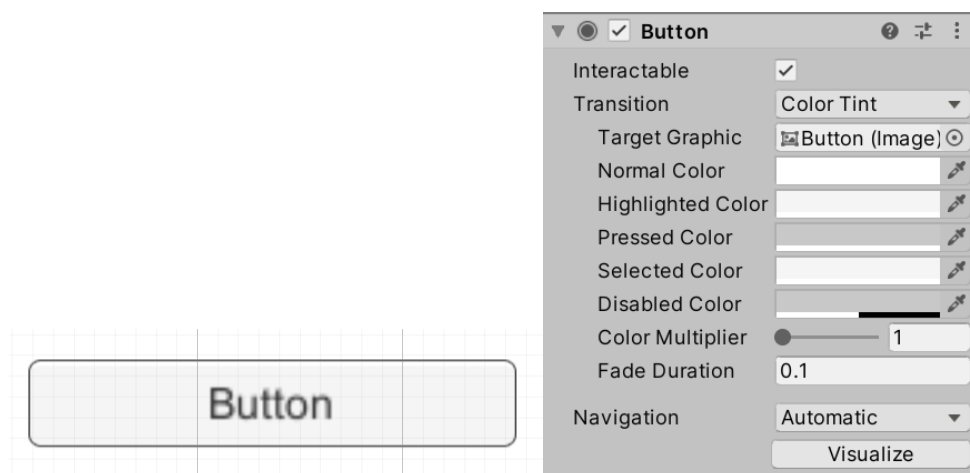 Button
Button
Interactable
Transition Color Tint
Target Graphic Button (Image)
Normal Color
Highlighted Color
Pressed Color
Selected Color
Disabled Color
Color Multiplier 1
Fade Duration 0.1
Navigation Automatic
Visualize